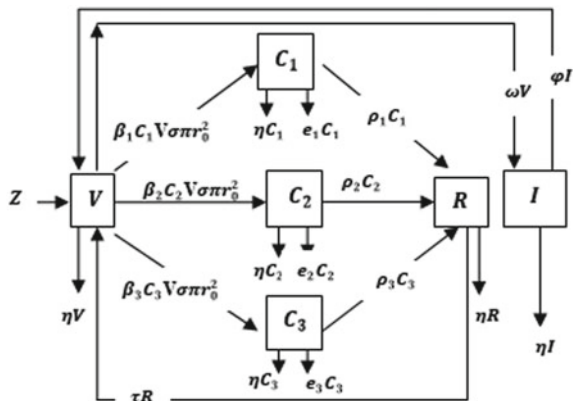 C₁
φI
ωV
β₁C₁Vσπr₀²
ηC₁ e₁C₁
ρ₁C₁
Z V
β₂C₂Vσπr₀²
C₂
ρ₂C₂
R I
ηC₂ e₂C₂
β₃C₃Vσπr₀²
ρ₃C₃
ηV
C₃
ηR
ηI
ηC₃ e₃C₃
τR